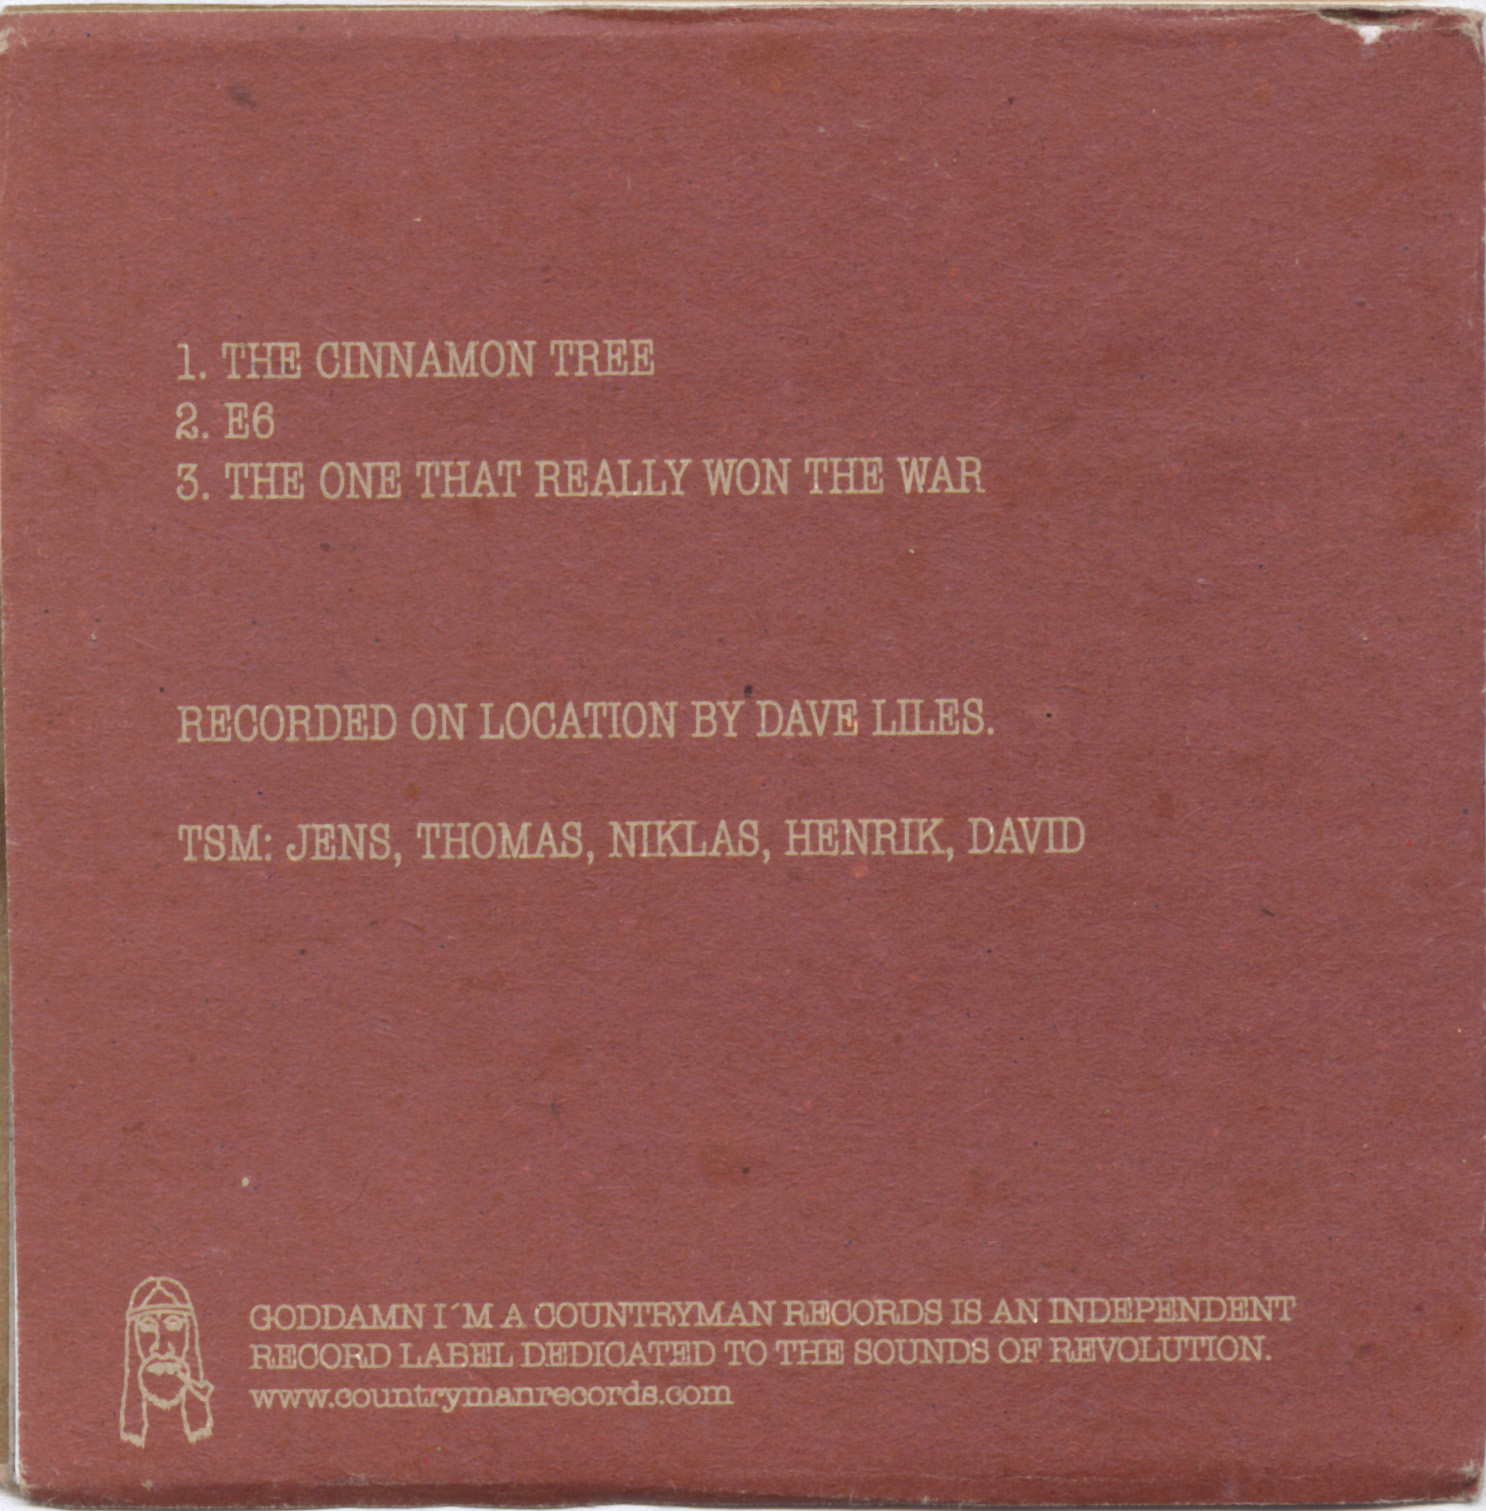 1. THE CINNAMON TREE
2. E6
3. THE ONE THAT REALLY WON THE WAR
RECORDED ON LOCATION BY DAVE LILES.
TSM: JENS, THOMAS, NIKLAS, HENRIK, DAVID
GODDAMN I´M A COUNTRYMAN RECORDS IS AN INDEPENDENT
RECORD LABEL DEDICATED TO THE SOUNDS OF REVOLUTION.
www.countrymanrecords.com